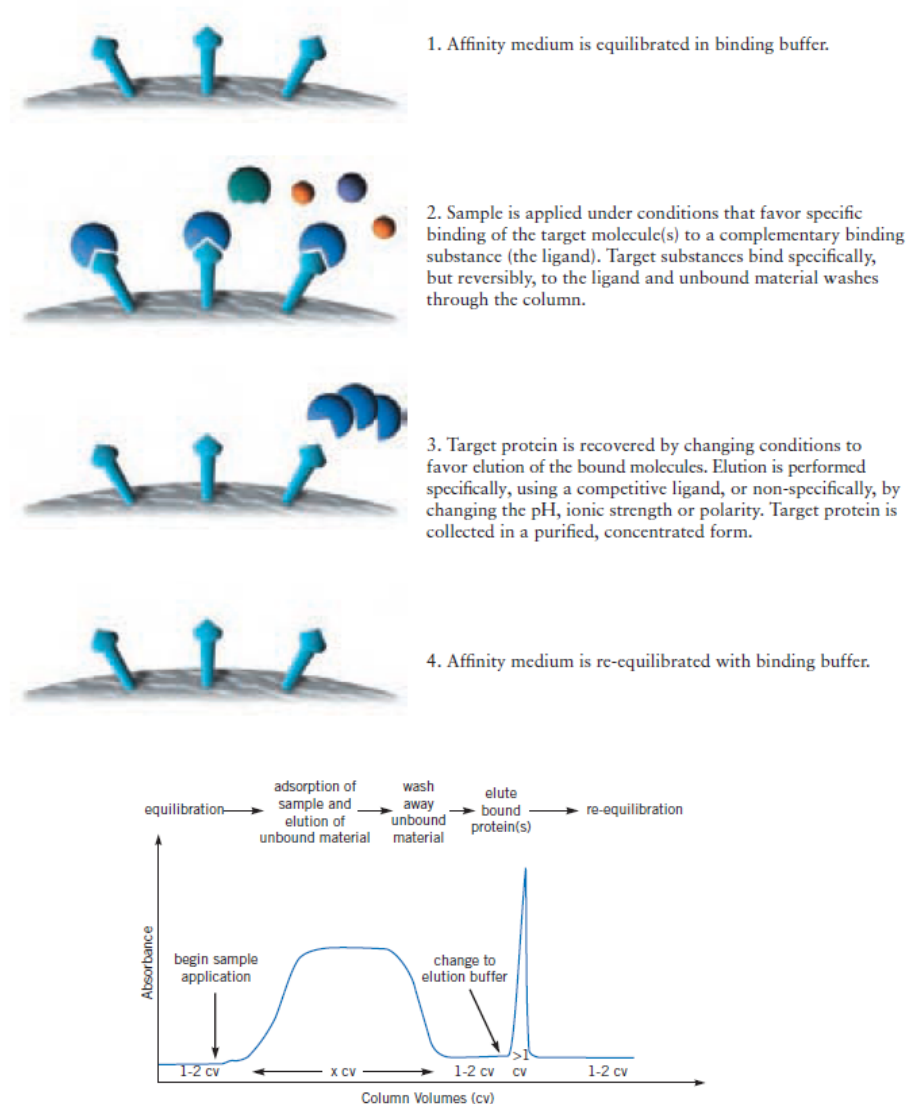 1. Affinity medium is equilibrated in binding buffer.
2. Sample is applied under conditions that favor specific
binding of the target molecule(s) to a complementary binding
substance (the ligand). Target substances bind specifically,
but reversibly, to the ligand and unbound material washes
through the column.
3. Target protein is recovered by changing conditions to
favor elution of the bound molecules. Elution is performed
specifically, using a competitive ligand, or non-specifically, by
changing the pH, ionic strength or polarity. Target protein is
collected in a purified, concentrated form.
4. Affinity medium is re-equilibrated with binding buffer.
equilibration
adsorption of
sample and
elution of
unbound material
wash
away
unbound
material
elute
bound
protein(s)
re-equilibration
Absorbance
begin sample
application
change to
elution buffer
1-2 cv
x cv
1-2 cv
>1
cv
1-2 cv
Column Volumes (cv)